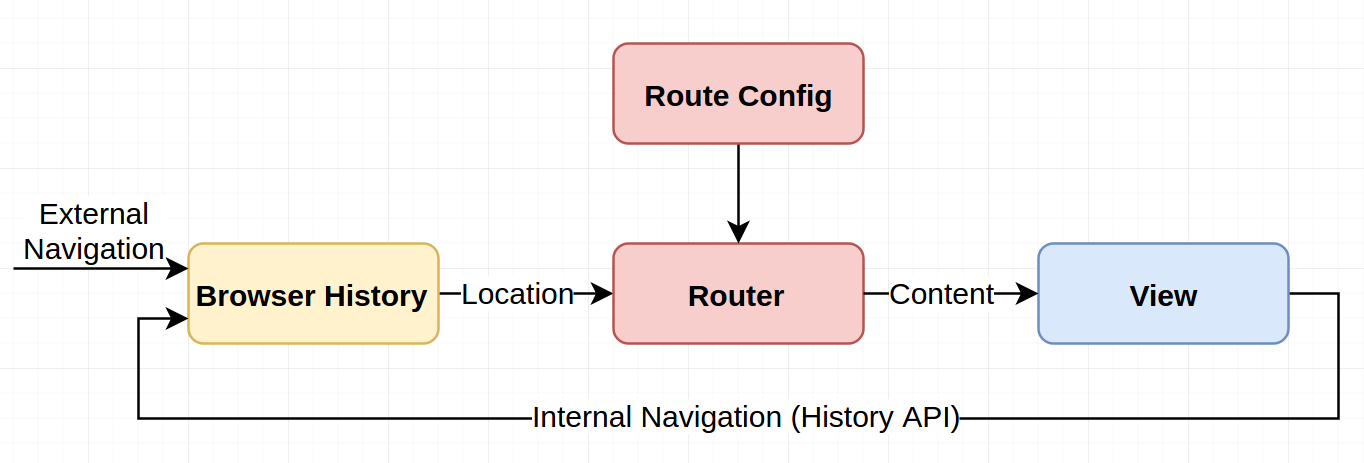 Route Config
External
Navigation
Browser History
Location
Router
Content
View
Internal Navigation (History API)